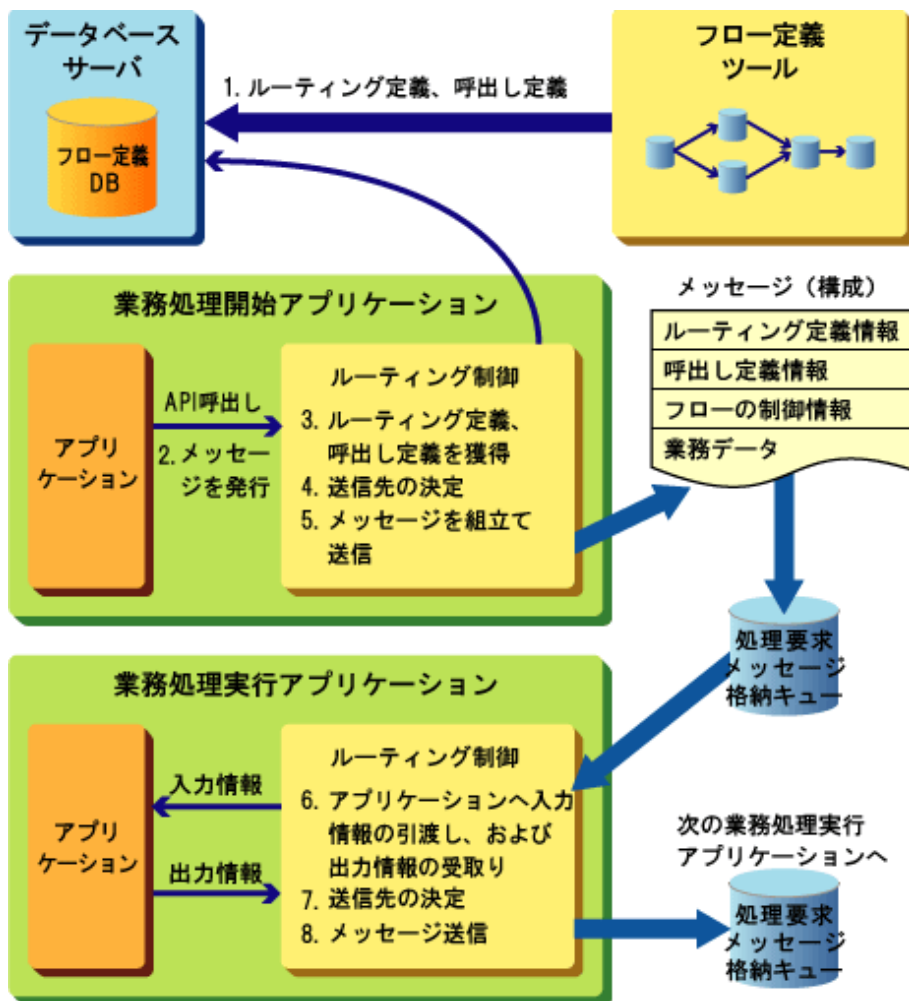 データベース
サーバ
フロー定義
DB
1. ルーティング定義、呼出し定義
フロー定義
ツール
業務処理開始アプリケーション
アプリ
ケーション
API呼出し
2. メッセー
ジを発行
ルーティング制御
3. ルーティング定義、
呼出し定義を獲得
4. 送信先の決定
5. メッセージを組立て
送信
メッセージ（構成）
ルーティング定義情報
呼出し定義情報
フローの制御情報
業務データ
処理要求
メッセージ
格納キュー
業務処理実行アプリケーション
アプリ
ケーション
入力情報
出力情報
ルーティング制御
6. アプリケーションへ入力
情報の引渡し、および
出力情報の受取り
7. 送信先の決定
8. メッセージ送信
次の業務処理実行
アプリケーションへ
処理要求
メッセージ
格納キュー